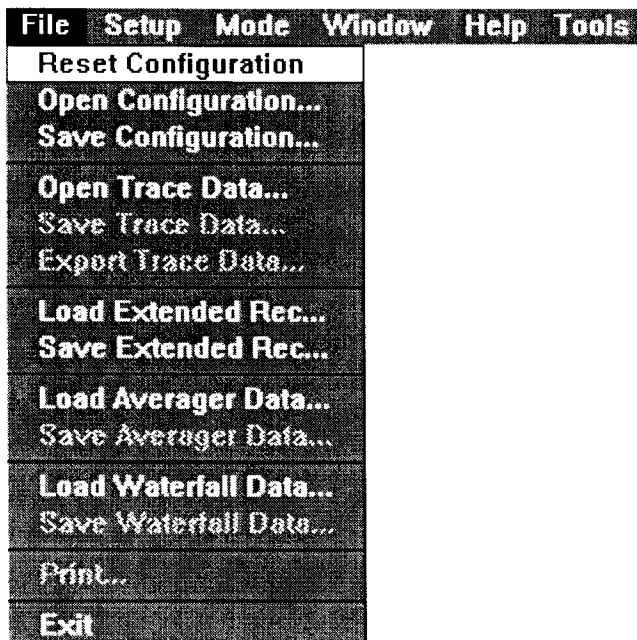 File Setup Mode Window Help Tools
Reset Configuration
Open Configuration...
Save Configuration...
Open Trace Data...
Save Trace Data...
Export Trace Data...
Load Extended Rec...
Save Extended Rec...
Load Averager Data...
Save Averager Data...
Load Waterfall Data...
Save Waterfall Data...
Print...
Exit